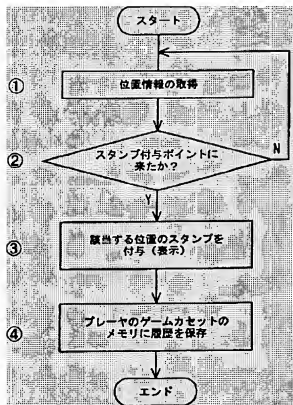 スタート
①
位置情報の取得
②
スタンプ付与ポイントに
来たか？
N
Y
③
該当する位置のスタンプを
付与（表示）
④
プレーヤのゲームカセットの
メモリに履歴を保存
エンド